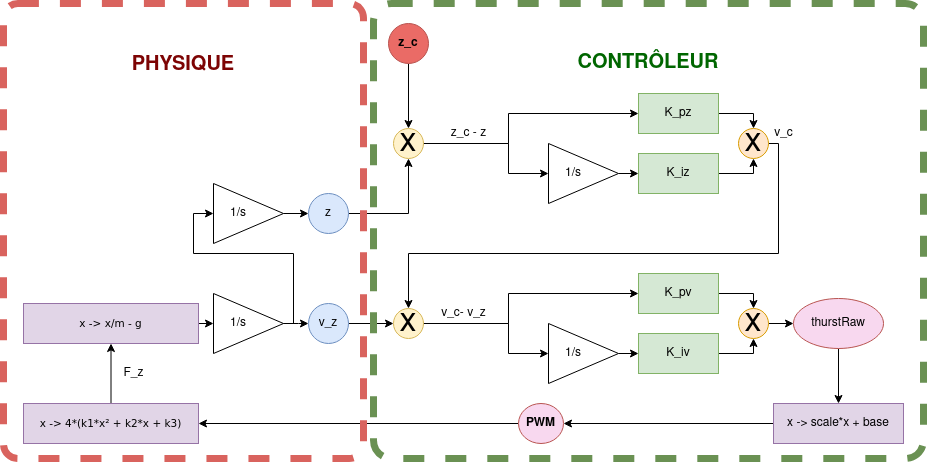 PHYSIQUE
CONTRÔLEUR
z_c
X
z_c - z
K_pz
X
v_c
1/s
K_iz
1/s
z
x -> x/m - g
1/s
v_z
X
v_c- v_z
K_pv
X
thurstRaw
1/s
K_iv
F_z
x -> 4*(k1*x² + k2*x + k3)
PWM
x -> scale*x + base